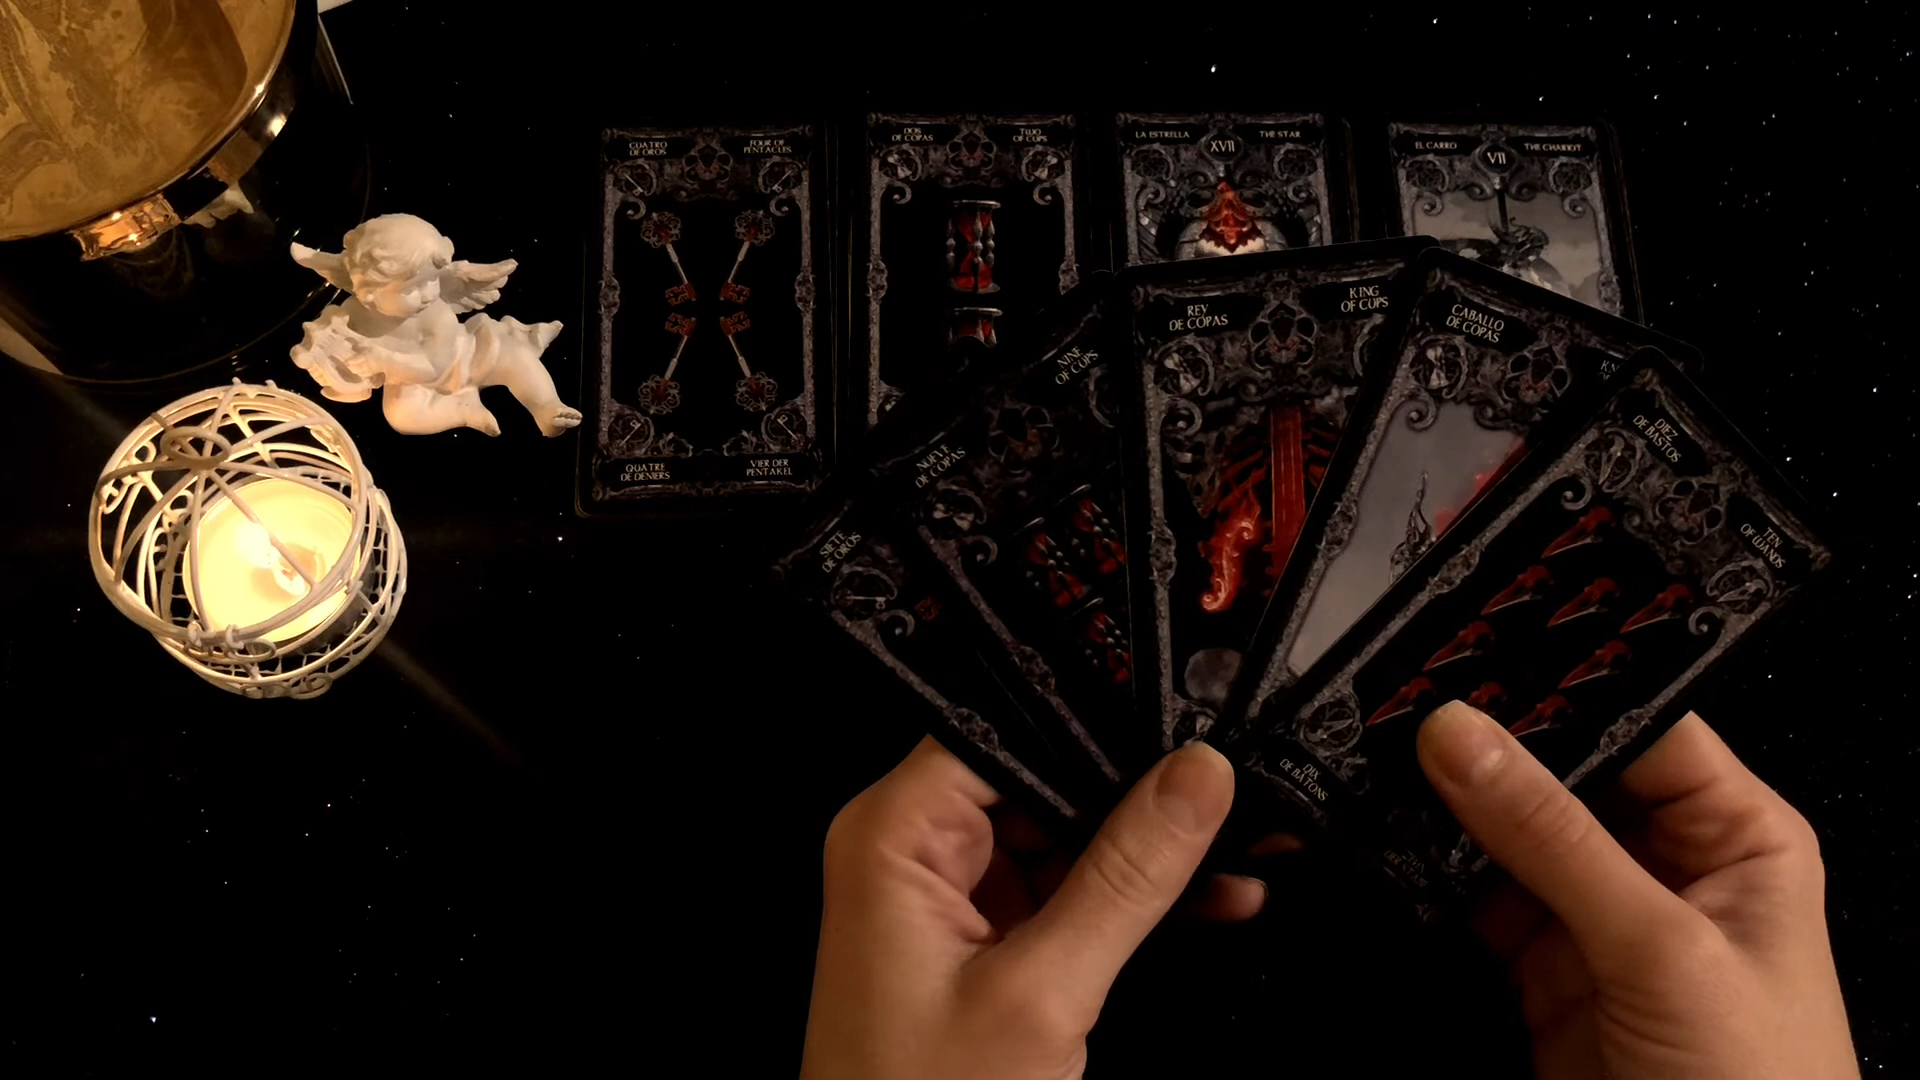 CUATRO
DE OROS
FOUR OF
PENTACLES
QUATRE
DE DENIERS
VIER DER
PENTAKEL
DOS
DE COPAS
TWO
OF CUPS
LA ESTRELLA
XVII
THE STAR
EL CARRO
VII
THE CHARIOT
SIETE
DE OROS
NUEVE
DE COPAS
NINE
OF CUPS
REY
DE COPAS
KING
OF CUPS
CABALLO
DE COPAS
DIEZ
DE BASTOS
TEN
OF WANDS
DIX
DE BÂTONS